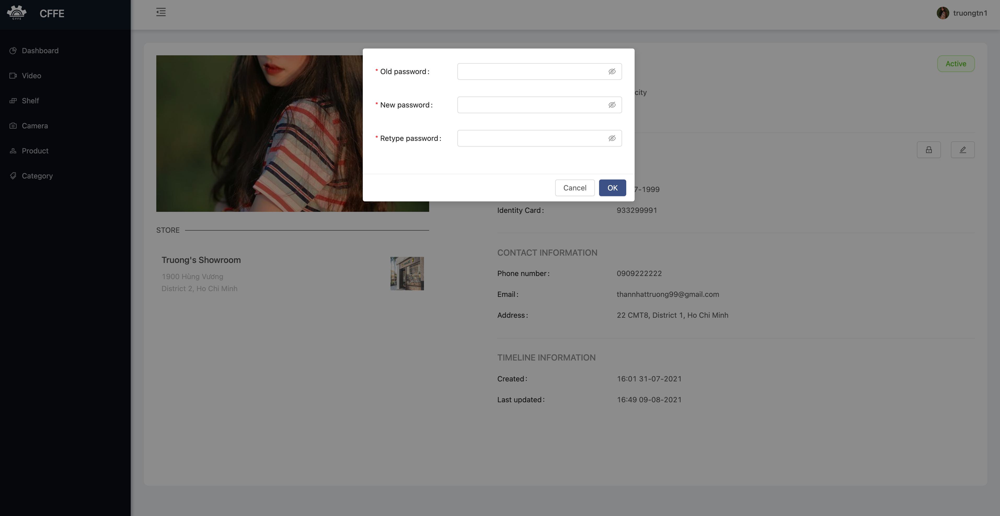 CFFE
CFFE
truongtn1
Dashboard
Video
Shelf
Camera
Product
Category
* Old password:
* New password:
* Retype password:
Cancel
OK
Active
city
7-1999
Identity Card: 933299991
STORE
Truong's Showroom
1900 Hùng Vương
District 2, Ho Chi Minh
CONTACT INFORMATION
Phone number: 0909222222
Email: thannhattruong99@gmail.com
Address: 22 CMT8, District 1, Ho Chi Minh
TIMELINE INFORMATION
Created: 16:01 31-07-2021
Last updated: 16:49 09-08-2021